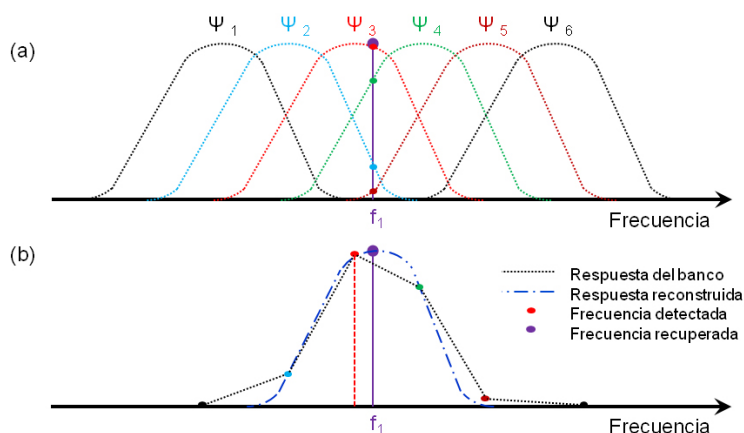 Ψ 1 Ψ 2 Ψ 3 Ψ 4 Ψ 5 Ψ 6
(a)
f1
Frecuencia
(b)
Respuesta del banco
Respuesta reconstruida
Frecuencia detectada
Frecuencia recuperada
f1
Frecuencia